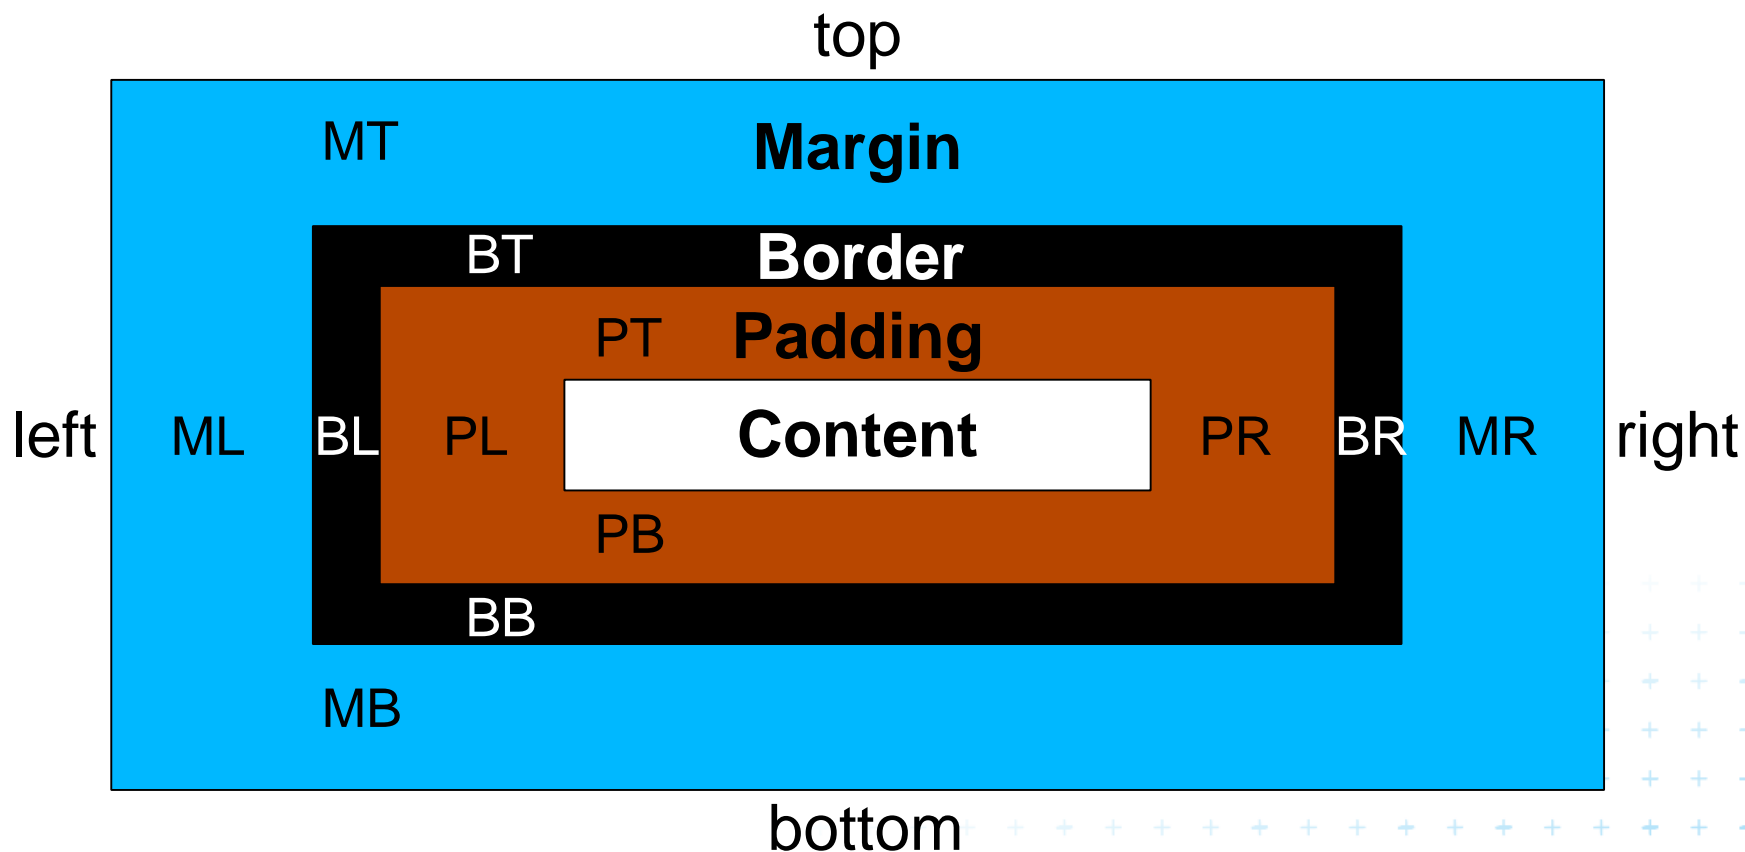 top
MT Margin
BT Border
PT Padding
left ML BL PL Content PR BR MR right
PB
BB
MB
bottom